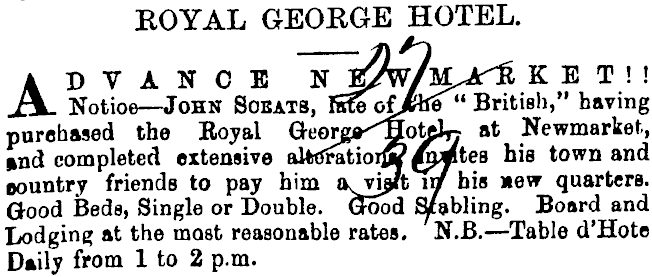 ROYAL GEORGE HOTEL.
ADVANCE NEWMARKET!!
Notice—JOHN SOEATS, late of the "British," having
purchased the Royal George Hotel, at Newmarket,
and completed extensive alterations invites his town and
country friends to pay him a visit in his new quarters.
Good Beds, Single or Double. Good Stabling. Board and
Lodging at the most reasonable rates. N.B.—Table d'Hote
Daily from 1 to 2 p.m.
27
39